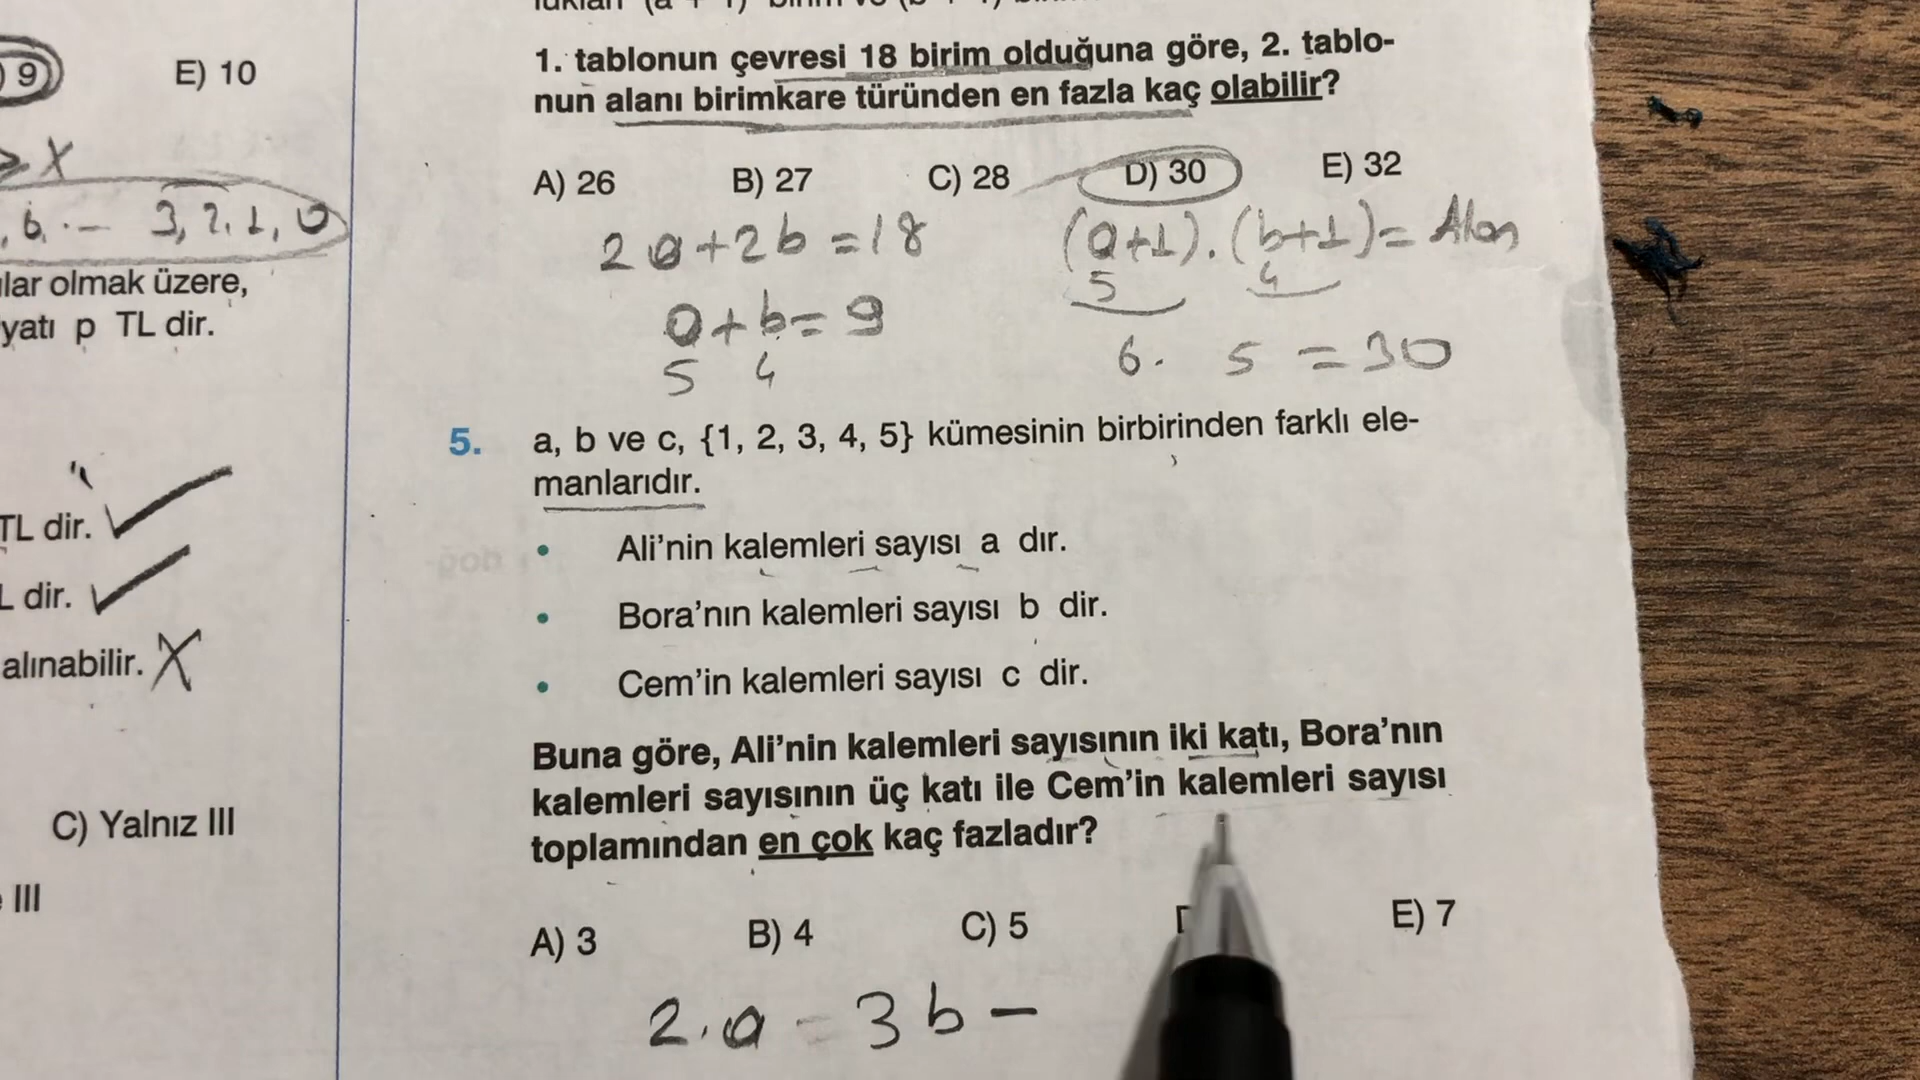 9
E) 10
> X
, 6, .- 3, 2, 1, 0
lar olmak üzere,
yatı p TL dir.
TL dir.
L dir.
alınabilir. X
C) Yalnız III
III
1. tablonun çevresi 18 birim olduğuna göre, 2. tablo-
nun alanı birimkare türünden en fazla kaç olabilir?
A) 26 B) 27 C) 28 D) 30 E) 32
2a+2b=18
a+b=9
5 4
(a+1).(b+1)= Alan
5 4
6. 5 =30
5. a, b ve c, {1, 2, 3, 4, 5} kümesinin birbirinden farklı ele-
manlarıdır.
• Ali'nin kalemleri sayısı a dır.
• Bora'nın kalemleri sayısı b dir.
• Cem'in kalemleri sayısı c dir.
Buna göre, Ali'nin kalemleri sayısının iki katı, Bora'nın
kalemleri sayısının üç katı ile Cem'in kalemleri sayısı
toplamından en çok kaç fazladır?
A) 3 B) 4 C) 5 E) 7
2.a - 3b -